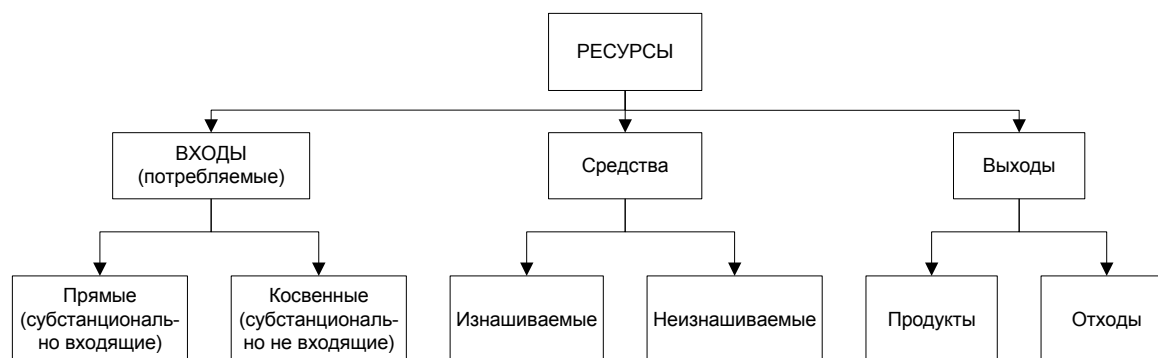 РЕСУРСЫ
ВХОДЫ
(потребляемые)
Средства
Выходы
Прямые
(субстанциональ-
но входящие)
Косвенные
(субстанциональ-
но не входящие)
Изнашиваемые
Неизнашиваемые
Продукты
Отходы